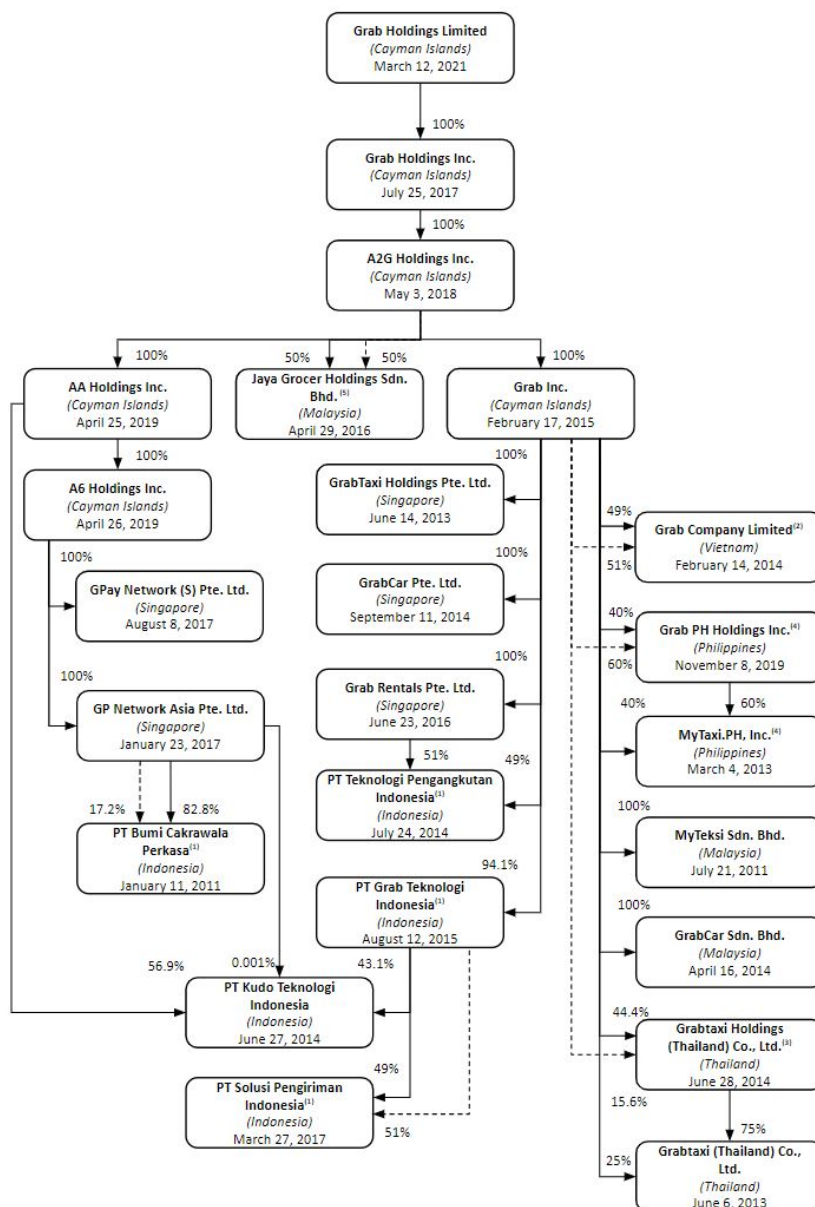 Grab Holdings Limited
(Cayman Islands)
March 12, 2021
100%
Grab Holdings Inc.
(Cayman Islands)
July 25, 2017
100%
A2G Holdings Inc.
(Cayman Islands)
May 3, 2018
100%
50%
50%
100%
AA Holdings Inc.
(Cayman Islands)
April 25, 2019
Jaya Grocer Holdings Sdn.
Bhd. (5)
(Malaysia)
April 29, 2016
Grab Inc.
(Cayman Islands)
February 17, 2015
100%
A6 Holdings Inc.
(Cayman Islands)
April 26, 2019
100%
GPay Network (S) Pte. Ltd.
(Singapore)
August 8, 2017
100%
GP Network Asia Pte. Ltd.
(Singapore)
January 23, 2017
17.2%
82.8%
PT Bumi Cakrawala
Perkasa(1)
(Indonesia)
January 11, 2011
100%
GrabTaxi Holdings Pte. Ltd.
(Singapore)
June 14, 2013
100%
GrabCar Pte. Ltd.
(Singapore)
September 11, 2014
100%
Grab Rentals Pte. Ltd.
(Singapore)
June 23, 2016
51%
49%
PT Teknologi Pengangkutan
Indonesia(1)
(Indonesia)
July 24, 2014
94.1%
PT Grab Teknologi
Indonesia(1)
(Indonesia)
August 12, 2015
56.9%
0.001%
43.1%
PT Kudo Teknologi
Indonesia
(Indonesia)
June 27, 2014
49%
PT Solusi Pengiriman
Indonesia(1)
(Indonesia)
March 27, 2017
51%
49%
51%
Grab Company Limited(2)
(Vietnam)
February 14, 2014
40%
60%
Grab PH Holdings Inc.(4)
(Philippines)
November 8, 2019
40%
60%
MyTaxi.PH, Inc.(4)
(Philippines)
March 4, 2013
100%
MyTeksi Sdn. Bhd.
(Malaysia)
July 21, 2011
100%
GrabCar Sdn. Bhd.
(Malaysia)
April 16, 2014
44.4%
Grabtaxi Holdings
(Thailand) Co., Ltd.(3)
(Thailand)
June 28, 2014
15.6%
75%
25%
Grabtaxi (Thailand) Co.,
Ltd.
(Thailand)
June 6, 2013